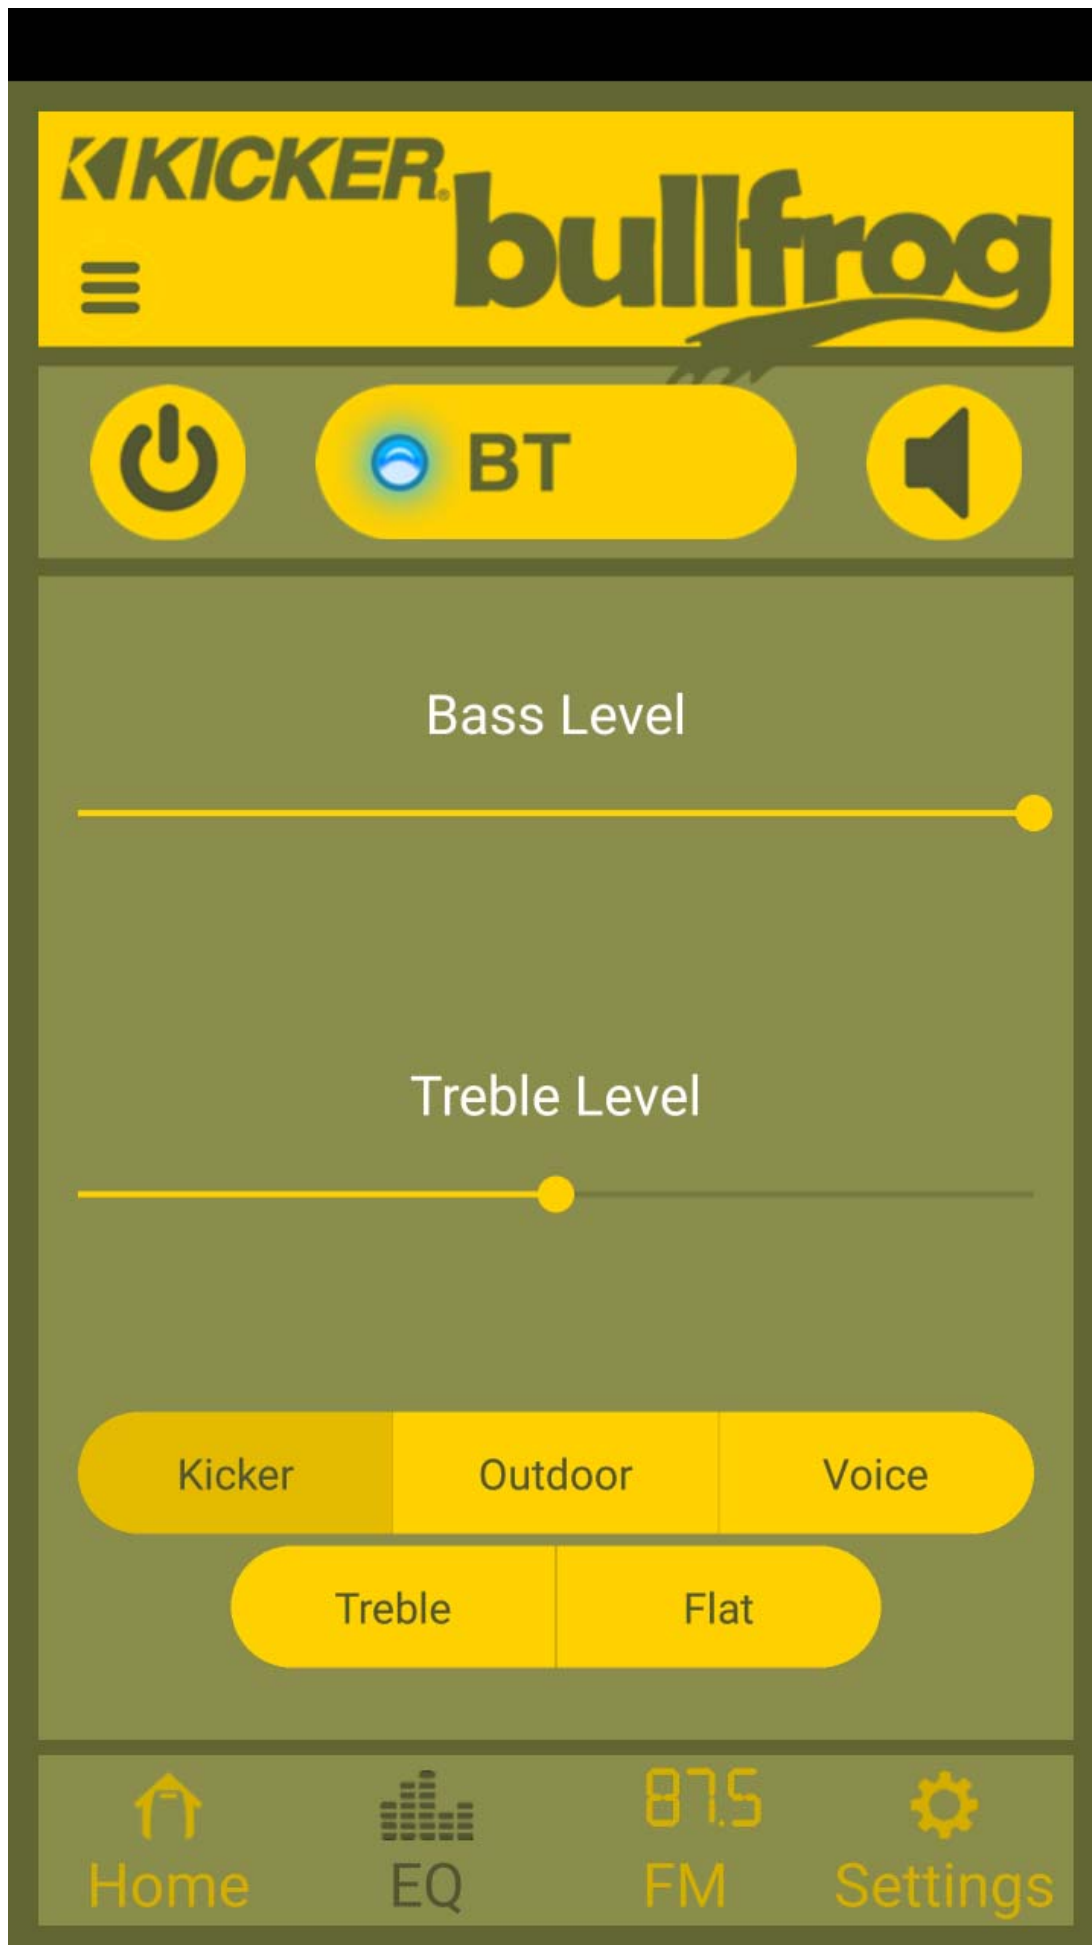 KICKER®
bullfrog
BT
Bass Level
Treble Level
Kicker Outdoor Voice
Treble Flat
87.5
Home EQ FM Settings